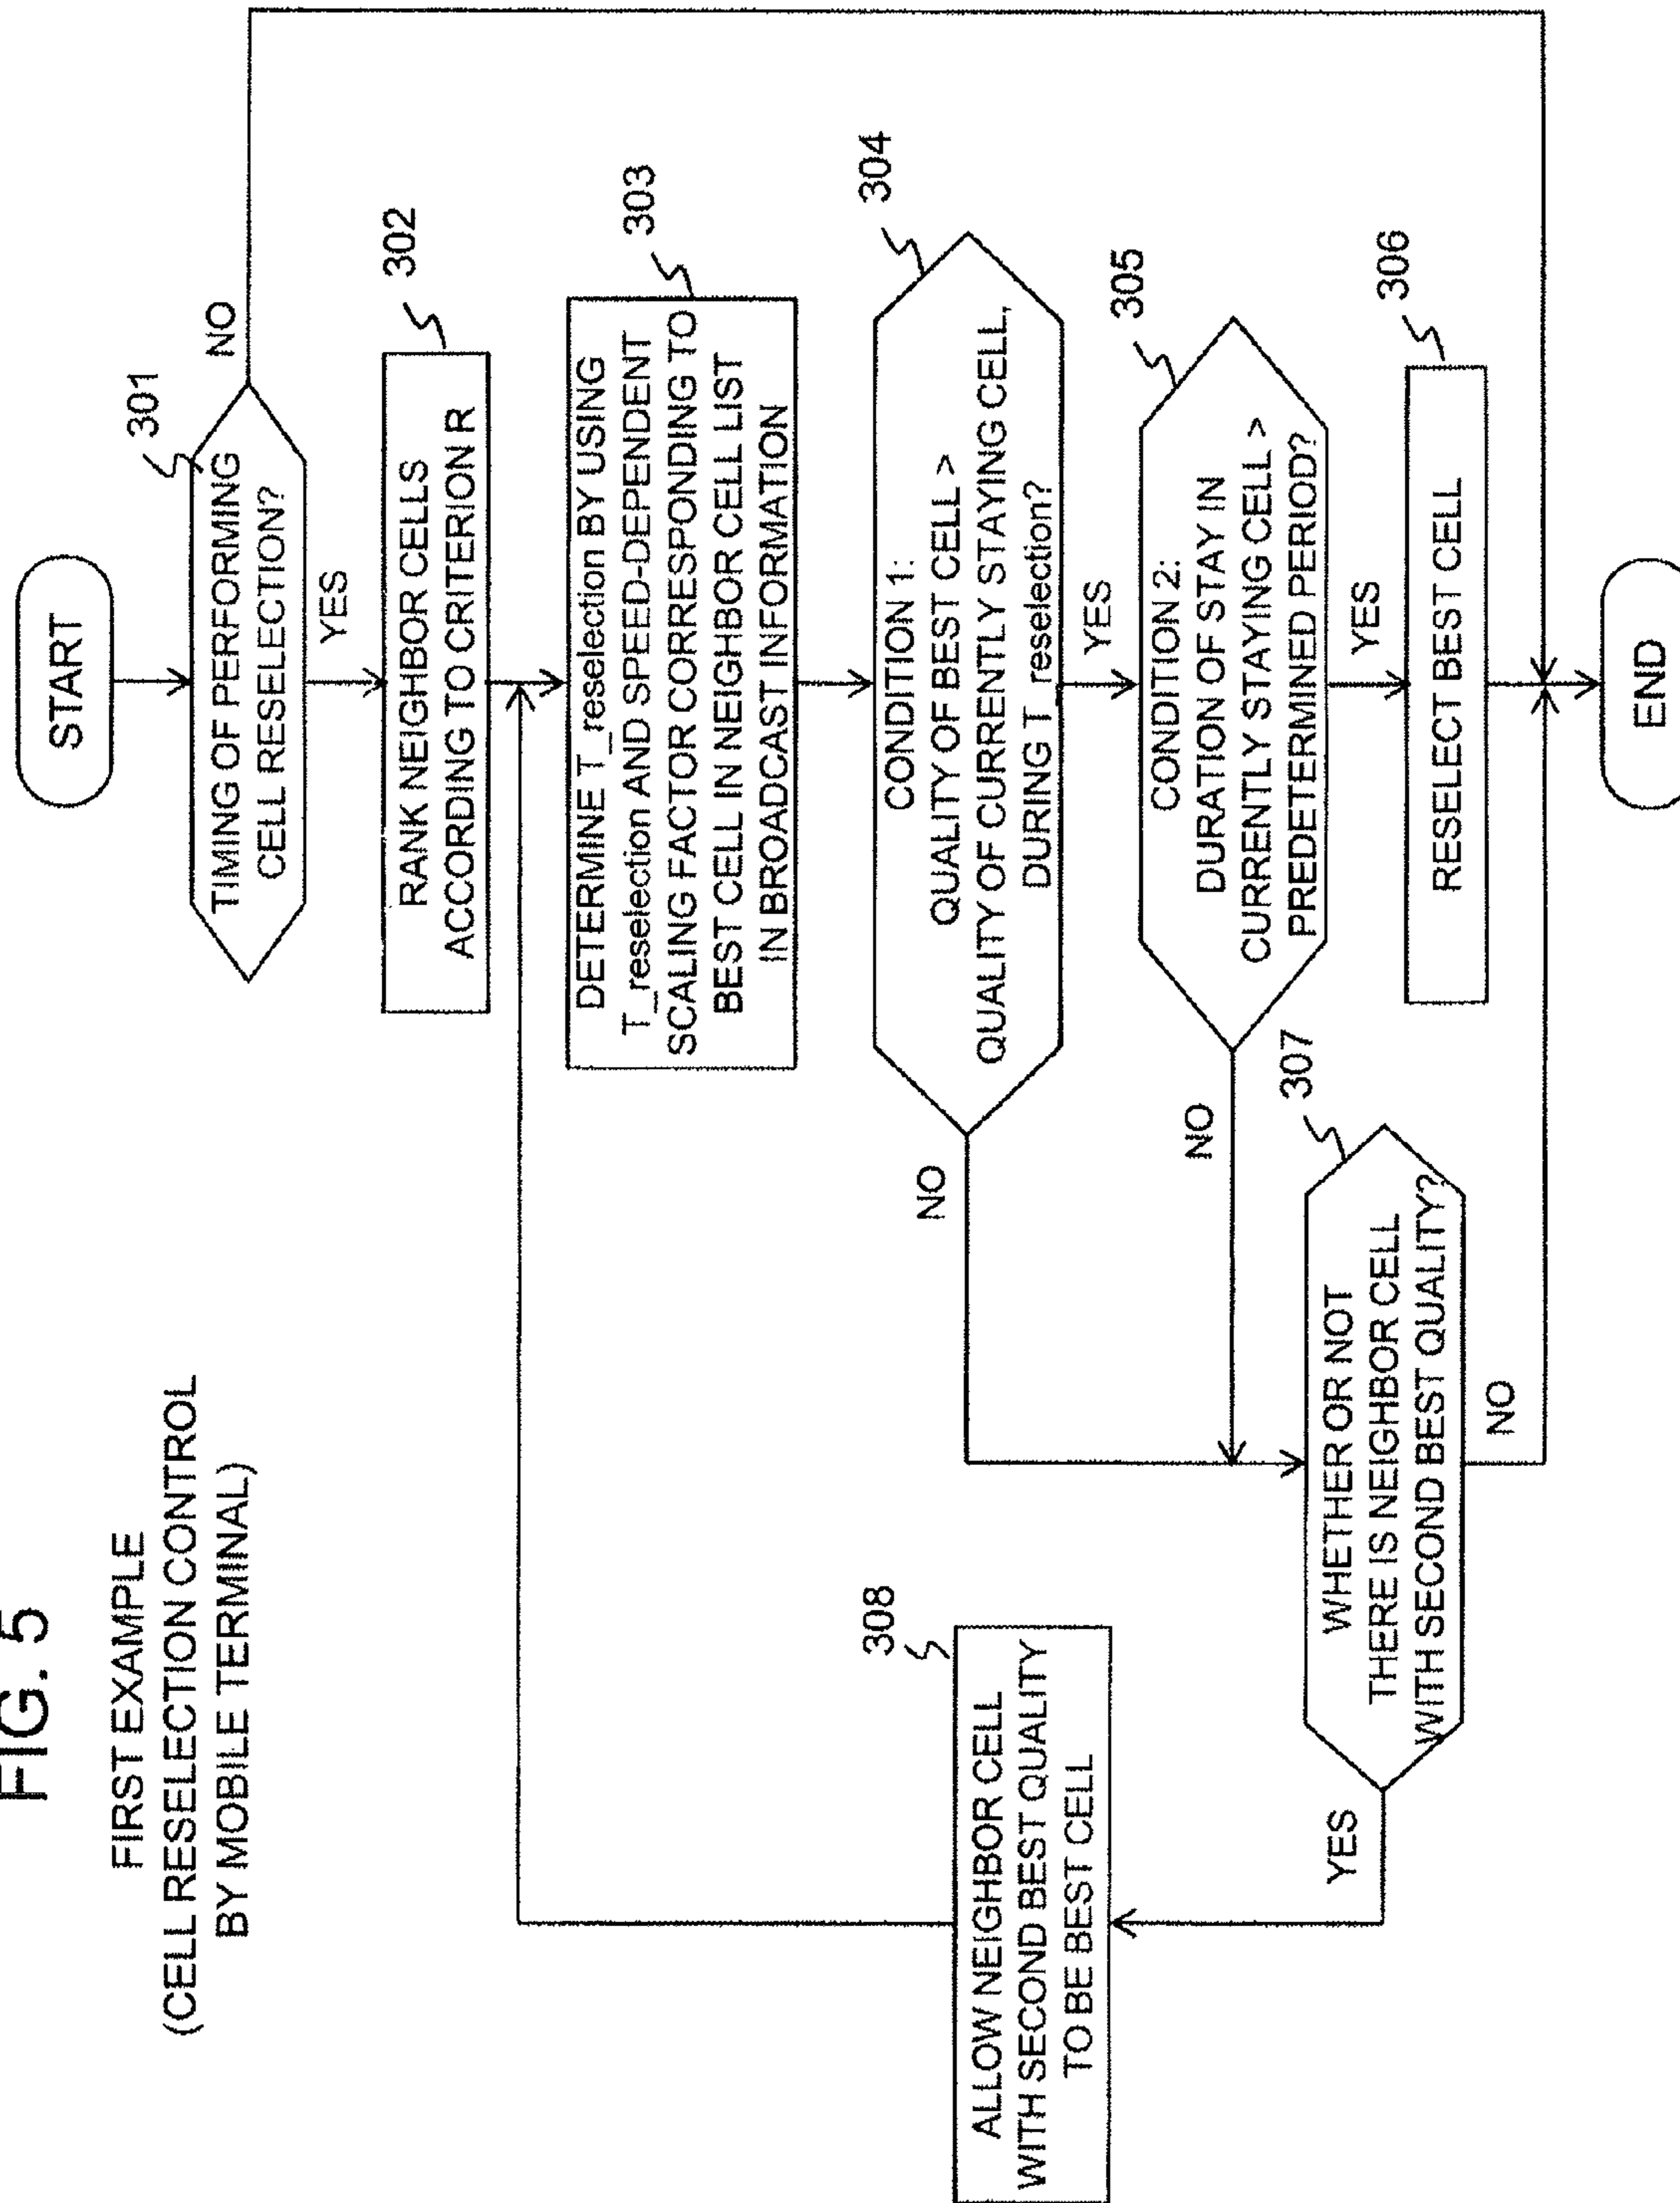 FIG. 5
FIRST EXAMPLE
(CELL RESELECTION CONTROL
BY MOBILE TERMINAL)
START
301
TIMING OF PERFORMING
CELL RESELECTION?
NO
YES
302
RANK NEIGHBOR CELLS
ACCORDING TO CRITERION R
303
DETERMINE T_reselection BY USING
T_reselection AND SPEED-DEPENDENT
SCALING FACTOR CORRESPONDING TO
BEST CELL IN NEIGHBOR CELL LIST
IN BROADCAST INFORMATION
304
CONDITION 1:
QUALITY OF BEST CELL >
QUALITY OF CURRENTLY STAYING CELL,
DURING T reselection?
NO
YES
305
CONDITION 2:
DURATION OF STAY IN
CURRENTLY STAYING CELL >
PREDETERMINED PERIOD?
NO
YES
306
RESELECT BEST CELL
307
WHETHER OR NOT
THERE IS NEIGHBOR CELL
WITH SECOND BEST QUALITY?
YES
NO
308
ALLOW NEIGHBOR CELL
WITH SECOND BEST QUALITY
TO BE BEST CELL
END